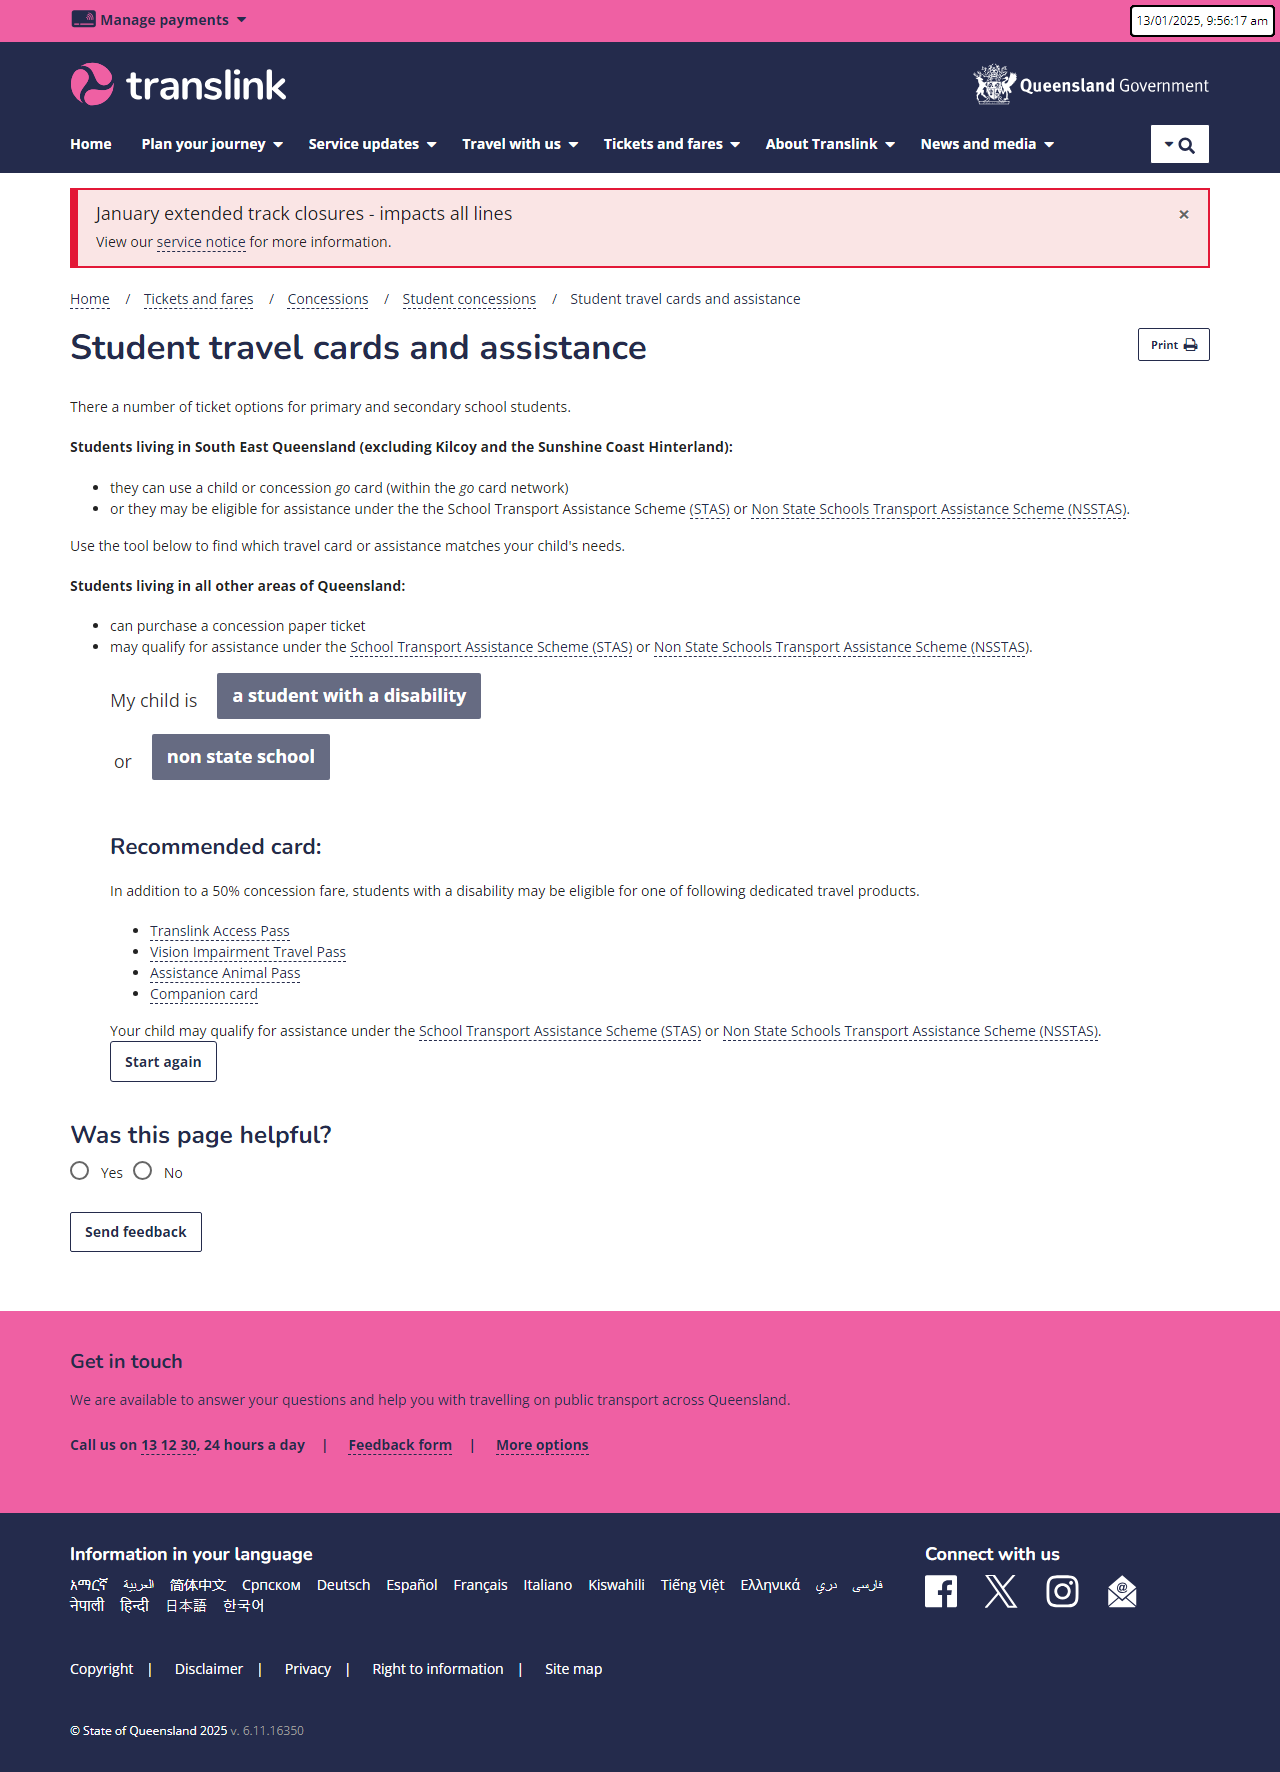 Manage payments
13/01/2025, 9:56:17 am
translink
Queensland Government
Home Plan your journey Service updates Travel with us Tickets and fares About Translink News and media
January extended track closures - impacts all lines
×
View our service notice for more information.
Home / Tickets and fares / Concessions / Student concessions / Student travel cards and assistance
Student travel cards and assistance
Print
There a number of ticket options for primary and secondary school students.
Students living in South East Queensland (excluding Kilcoy and the Sunshine Coast Hinterland):
• they can use a child or concession go card (within the go card network)
• or they may be eligible for assistance under the the School Transport Assistance Scheme (STAS) or Non State Schools Transport Assistance Scheme (NSSTAS).
Use the tool below to find which travel card or assistance matches your child's needs.
Students living in all other areas of Queensland:
• can purchase a concession paper ticket
• may qualify for assistance under the School Transport Assistance Scheme (STAS) or Non State Schools Transport Assistance Scheme (NSSTAS).
My child is a student with a disability
or non state school
Recommended card:
In addition to a 50% concession fare, students with a disability may be eligible for one of following dedicated travel products.
• Translink Access Pass
• Vision Impairment Travel Pass
• Assistance Animal Pass
• Companion card
Your child may qualify for assistance under the School Transport Assistance Scheme (STAS) or Non State Schools Transport Assistance Scheme (NSSTAS).
Start again
Was this page helpful?
Yes No
Send feedback
Get in touch
We are available to answer your questions and help you with travelling on public transport across Queensland.
Call us on 13 12 30, 24 hours a day | Feedback form | More options
Information in your language
አማርኛ العربية 简体中文 Српском Deutsch Español Français Italiano Kiswahili Tiếng Việt Ελληνικά دری فارسی
नेपाली हिन्दी 日本語 한국어
Connect with us
Copyright | Disclaimer | Privacy | Right to information | Site map
© State of Queensland 2025 v. 6.11.16350